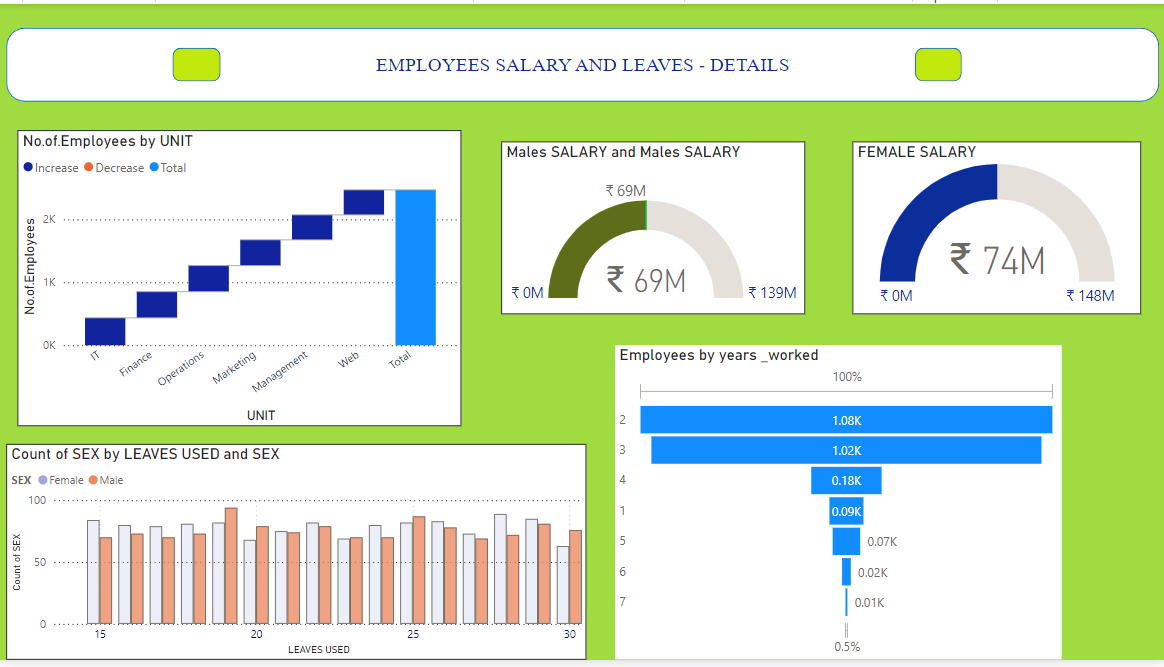 EMPLOYEES SALARY AND LEAVES - DETAILS
No.of.Employees by UNIT
Increase Decrease Total
No.of.Employees
2K
1K
0K
IT Finance Operations Marketing Management Web Total
UNIT
Males SALARY and Males SALARY
₹ 69M
₹ 69M
₹ 0M ₹ 139M
FEMALE SALARY
₹ 74M
₹ 0M ₹ 148M
Count of SEX by LEAVES USED and SEX
SEX Female Male
Count of SEX
100
50
0
15 20 25 30
LEAVES USED
Employees by years _worked
100%
2 1.08K
3 1.02K
4 0.18K
1 0.09K
5 0.07K
6 0.02K
7 0.01K
0.5%